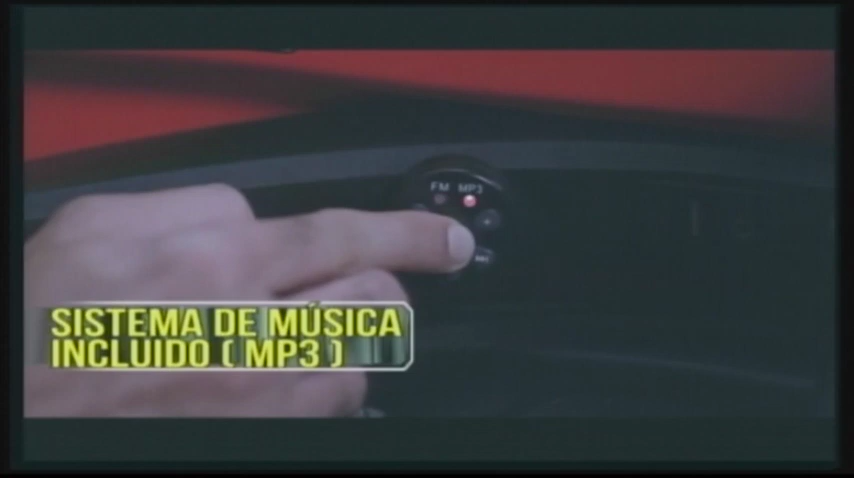 FM MP3
SISTEMA DE MÚSICA
INCLUIDO ( MP3 )